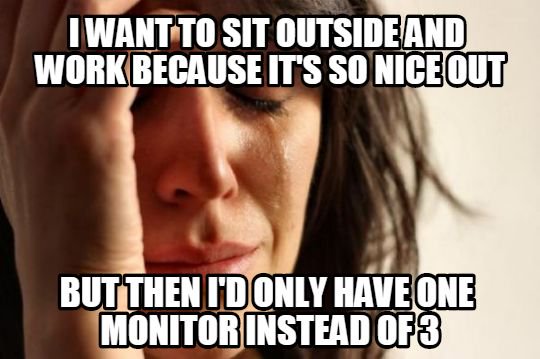 I WANT TO SIT OUTSIDE AND
WORK BECAUSE IT'S SO NICE OUT
BUT THEN I'D ONLY HAVE ONE
MONITOR INSTEAD OF 3